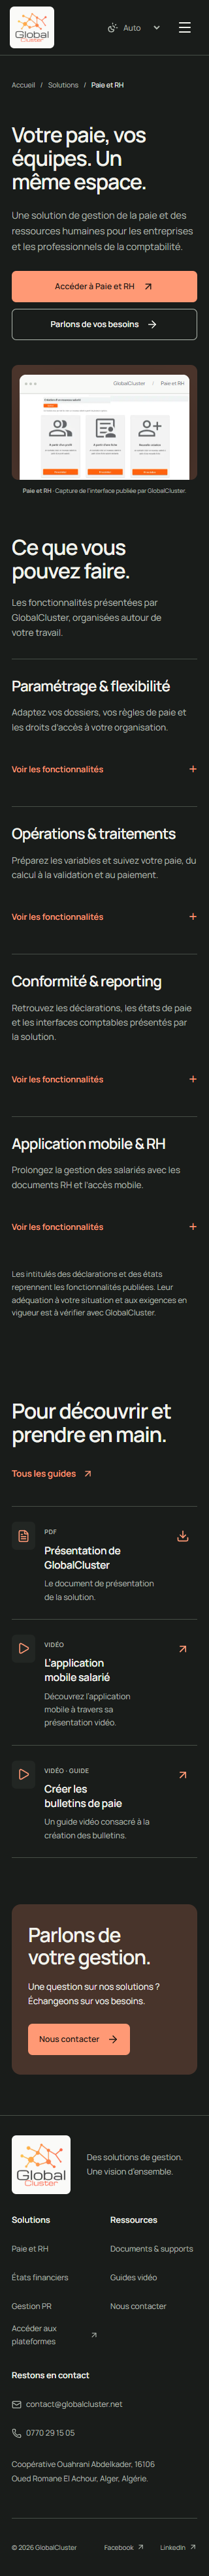 Global
CLUSTER
Auto
Accueil / Solutions / Paie et RH
Votre paie, vos
équipes. Un
même espace.
Une solution de gestion de la paie et des
ressources humaines pour les entreprises
et les professionnels de la comptabilité.
Accéder à Paie et RH
Parlons de vos besoins
GlobalCluster / Paie et RH
Paie et RH · Capture de l'interface publiée par GlobalCluster.
Ce que vous
pouvez faire.
Les fonctionnalités présentées par
GlobalCluster, organisées autour de
votre travail.
Paramétrage & flexibilité
Adaptez vos dossiers, vos règles de paie et
les droits d'accès à votre organisation.
Voir les fonctionnalités +
Opérations & traitements
Préparez les variables et suivez votre paie, du
calcul à la validation et au paiement.
Voir les fonctionnalités +
Conformité & reporting
Retrouvez les déclarations, les états de paie
et les interfaces comptables présentés par
la solution.
Voir les fonctionnalités +
Application mobile & RH
Prolongez la gestion des salariés avec les
documents RH et l'accès mobile.
Voir les fonctionnalités +
Les intitulés des déclarations et des états
reprennent les fonctionnalités publiées. Leur
adéquation à votre situation et aux exigences en
vigueur est à vérifier avec GlobalCluster.
Pour découvrir et
prendre en main.
Tous les guides
PDF
Présentation de
GlobalCluster
Le document de présentation
de la solution.
VIDÉO
L'application
mobile salarié
Découvrez l'application
mobile à travers sa
présentation vidéo.
VIDÉO · GUIDE
Créer les
bulletins de paie
Un guide vidéo consacré à la
création des bulletins.
Parlons de
votre gestion.
Une question sur nos solutions ?
Échangeons sur vos besoins.
Nous contacter
Global
CLUSTER
Des solutions de gestion.
Une vision d'ensemble.
Solutions
Paie et RH
États financiers
Gestion PR
Accéder aux
plateformes
Ressources
Documents & supports
Guides vidéo
Nous contacter
Restons en contact
contact@globalcluster.net
0770 29 15 05
Coopérative Ouahrani Abdelkader, 16106
Oued Romane El Achour, Alger, Algérie.
© 2026 GlobalCluster
Facebook
LinkedIn